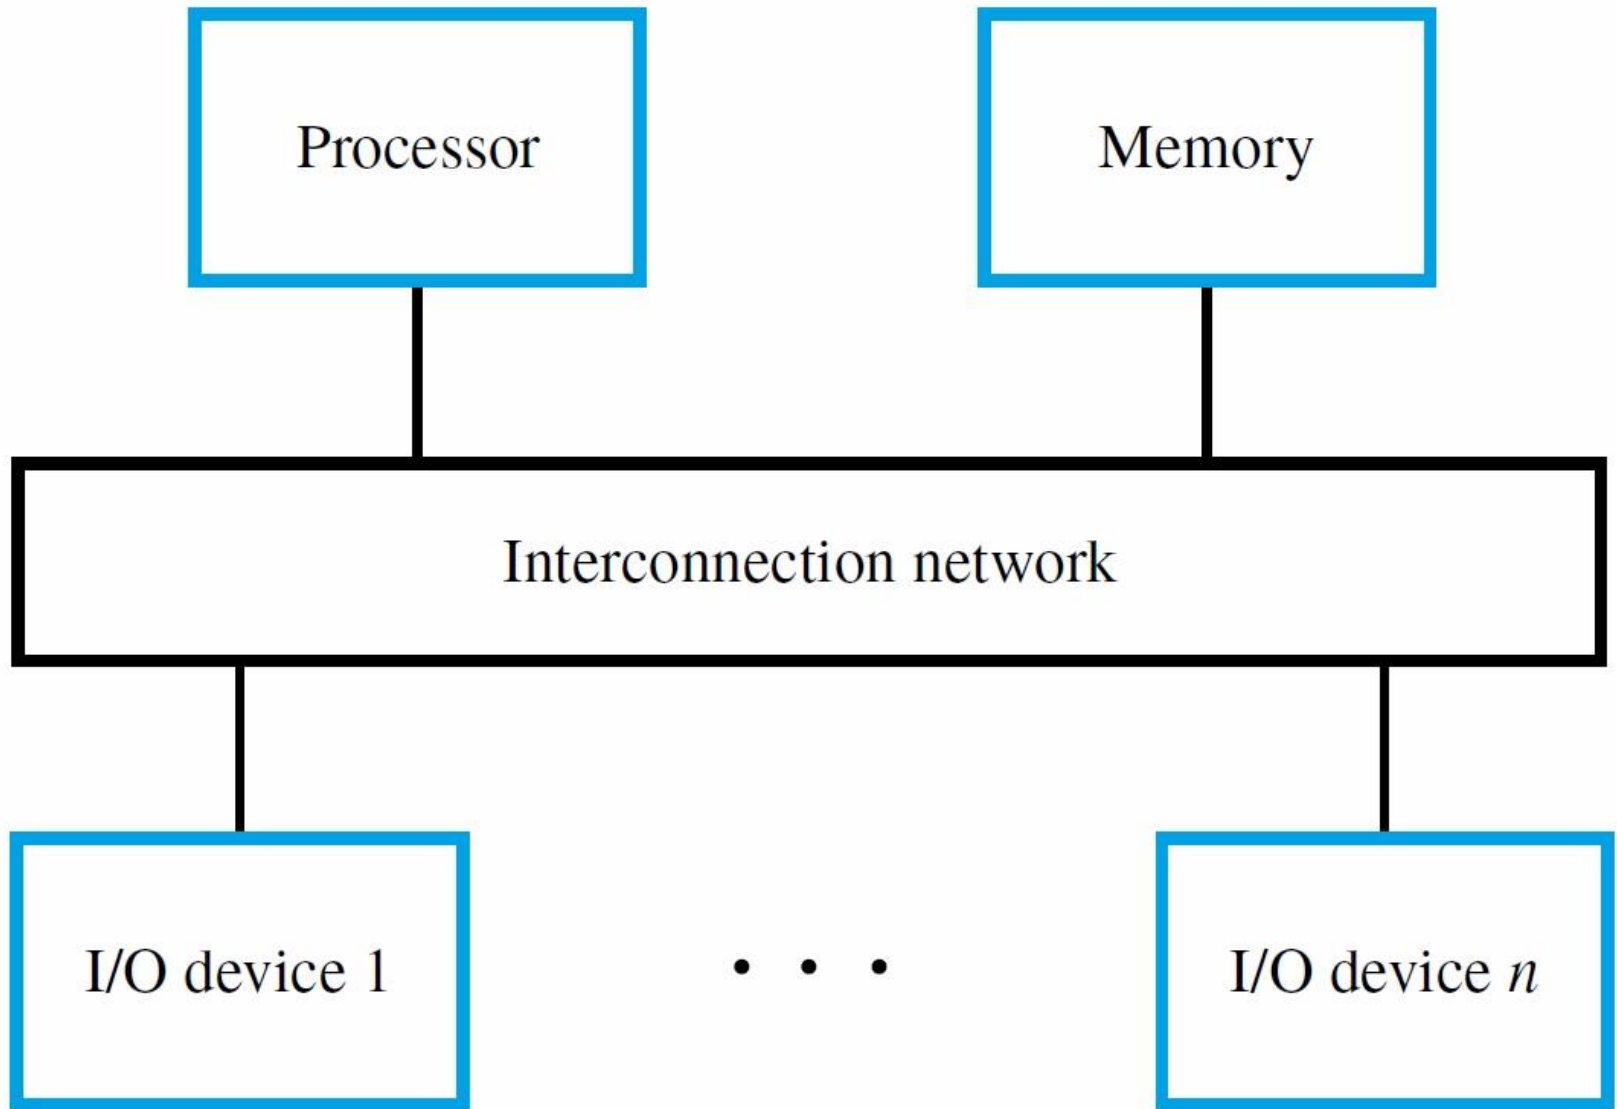 Processor
Memory
Interconnection network
I/O device 1
. . .
I/O device n